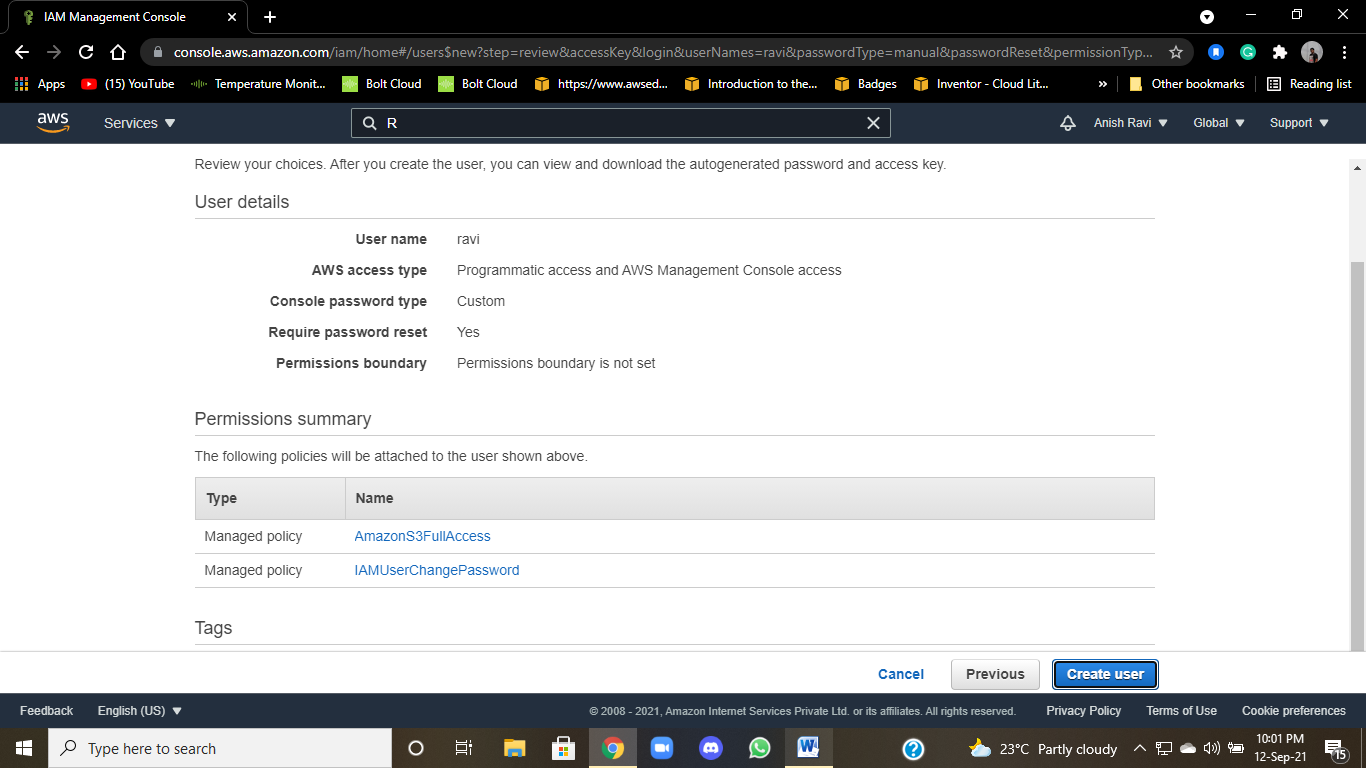 IAM Management Console
console.aws.amazon.com/iam/home#/users$new?step=review&accessKey&login&userNames=ravi&passwordType=manual&passwordReset&permissionTyp...
Apps (15) YouTube Temperature Monit... Bolt Cloud Bolt Cloud https://www.awsed... Introduction to the... Badges Inventor - Cloud Lit... » Other bookmarks Reading list
aws Services R Anish Ravi Global Support
Review your choices. After you create the user, you can view and download the autogenerated password and access key.
User details
User name ravi
AWS access type Programmatic access and AWS Management Console access
Console password type Custom
Require password reset Yes
Permissions boundary Permissions boundary is not set
Permissions summary
The following policies will be attached to the user shown above.
Type Name
Managed policy AmazonS3FullAccess
Managed policy IAMUserChangePassword
Tags
Cancel Previous Create user
Feedback English (US) © 2008 - 2021, Amazon Internet Services Private Ltd. or its affiliates. All rights reserved. Privacy Policy Terms of Use Cookie preferences
Type here to search 23°C Partly cloudy 10:01 PM
12-Sep-21 15